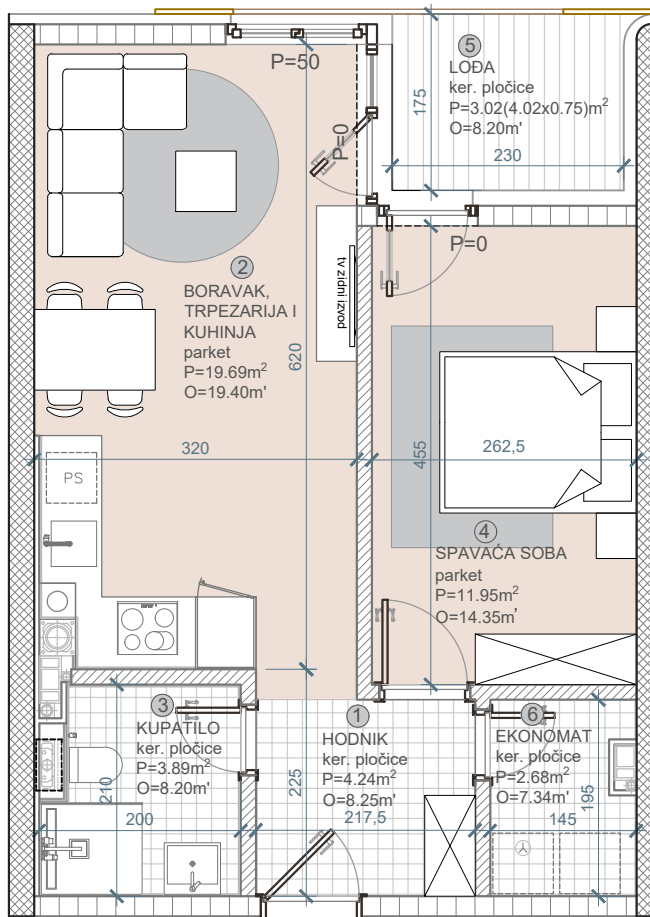 P=50
5
LOĐA
ker. pločice
P=3.02(4.02x0.75)m²
O=8.20m'
175
230
P=0
P=0
2
BORAVAK,
TRPEZARIJA I
KUHINJA
parket
P=19.69m²
O=19.40m'
tv zidni izvod
620
320
455
262,5
PS
4
SPAVAĆA SOBA
parket
P=11.95m²
O=14.35m'
3
KUPATILO
ker. pločice
P=3.89m²
O=8.20m'
210
200
1
HODNIK
ker. pločice
P=4.24m²
O=8.25m'
225
217,5
6
EKONOMAT
ker. pločice
P=2.68m²
O=7.34m'
195
145